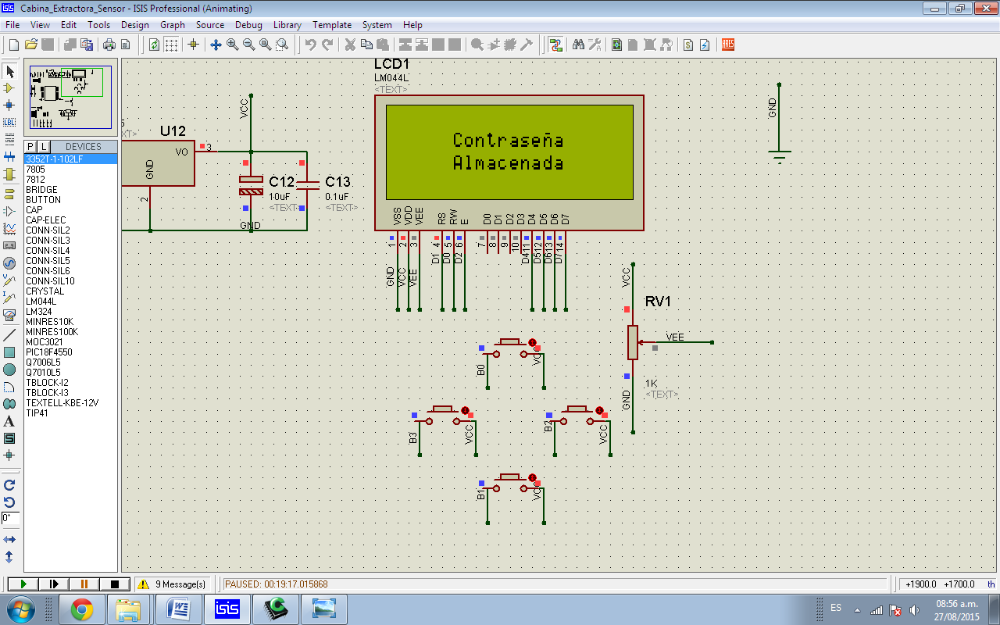 Cabina_Extractora_Sensor - ISIS Professional (Animating)
File View Edit Tools Design Graph Source Debug Library Template System Help
P L DEVICES
3352T-1-102LF
7805
7812
BRIDGE
BUTTON
CAP
CAP-ELEC
CONN-SIL2
CONN-SIL3
CONN-SIL4
CONN-SIL5
CONN-SIL6
CONN-SIL10
CRYSTAL
LM044L
LM324
MINRES10K
MINRES100K
MOC3021
PIC18F4550
Q7006L5
Q7010L5
TBLOCK-I2
TBLOCK-I3
TEXTELL-KBE-12V
TIP41
U12
VO
3
GND
2
VCC
C12
10uF
<TEXT>
C13
0.1uF
<TEXT>
GND
LCD1
LM044L
<TEXT>
Contraseña
Almacenada
VSS VDD VEE RS RW E D0 D1 D2 D3 D4 D5 D6 D7
1 2 3 4 5 6 7 8 9 10 11 12 13 14
D1 D0 D2 D4 D5 D6 D7
GND VCC VEE
GND
VCC
RV1
VEE
1K
<TEXT>
GND
B0 VCC
B3 VCC
B2 VCC
B1 VCC
0°
9 Message(s)
PAUSED: 00:19:17.015868
+1900.0 +1700.0 th
ARES
LBL
isis
ES
08:56 a.m.
27/08/2015